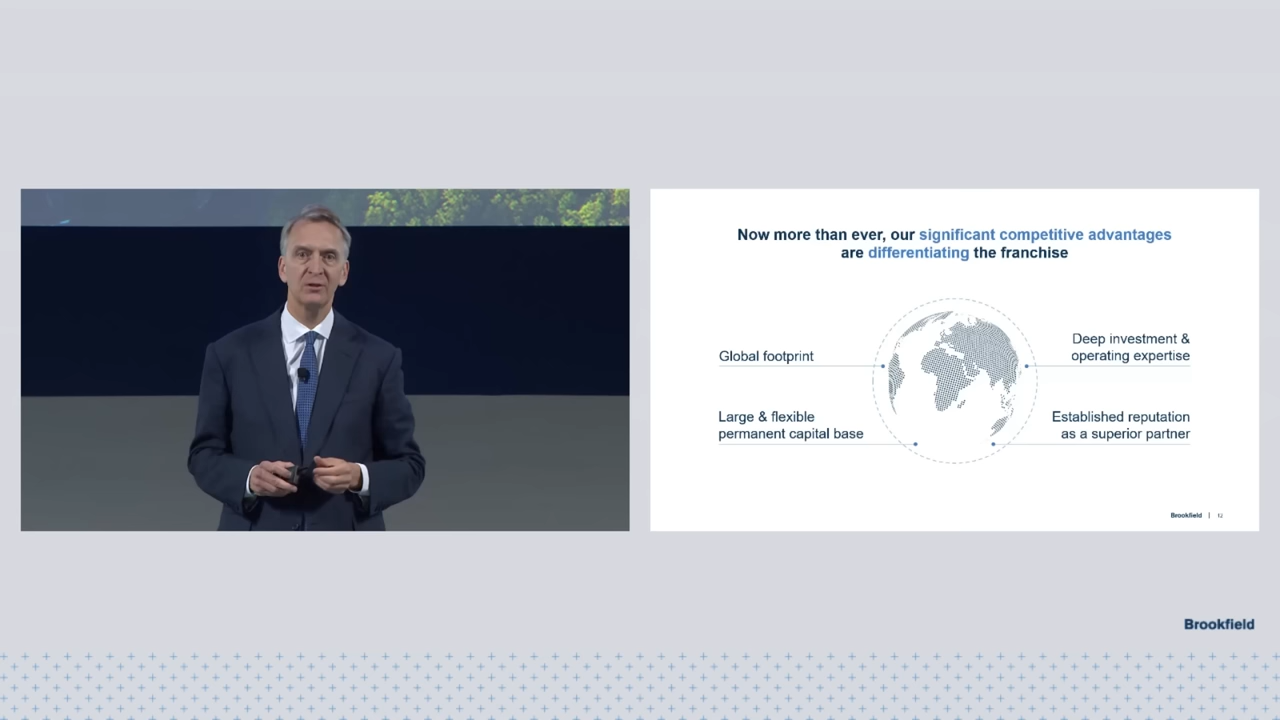 Now more than ever, our significant competitive advantages
are differentiating the franchise
Global footprint
Deep investment &
operating expertise
Large & flexible
permanent capital base
Established reputation
as a superior partner
Brookfield |
Brookfield